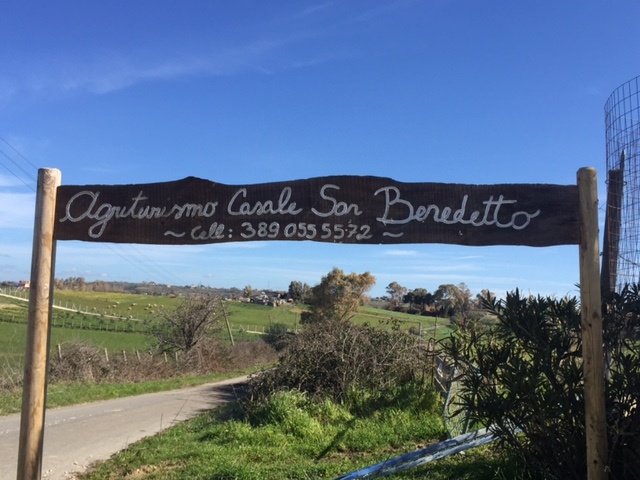 Agriturismo Casale San Benedetto
~ Cell: 389 055 55 72 ~